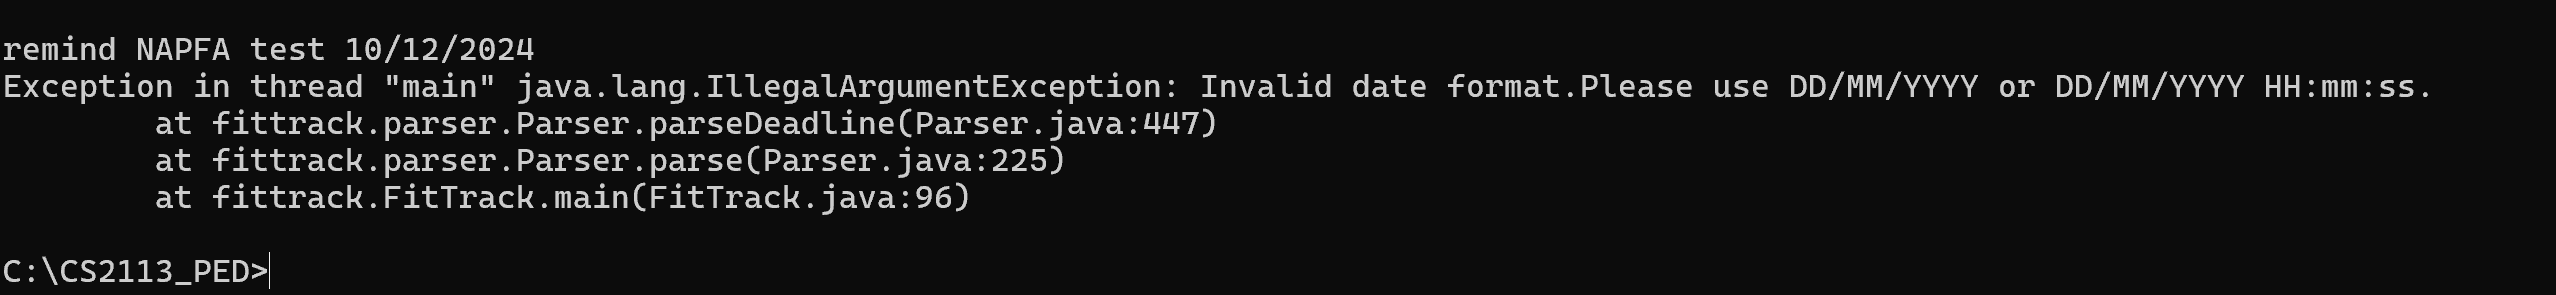 remind NAPFA test 10/12/2024
Exception in thread "main" java.lang.IllegalArgumentException: Invalid date format.Please use DD/MM/YYYY or DD/MM/YYYY HH:mm:ss.
        at fittrack.parser.Parser.parseDeadline(Parser.java:447)
        at fittrack.parser.Parser.parse(Parser.java:225)
        at fittrack.FitTrack.main(FitTrack.java:96)
C:\CS2113_PED>